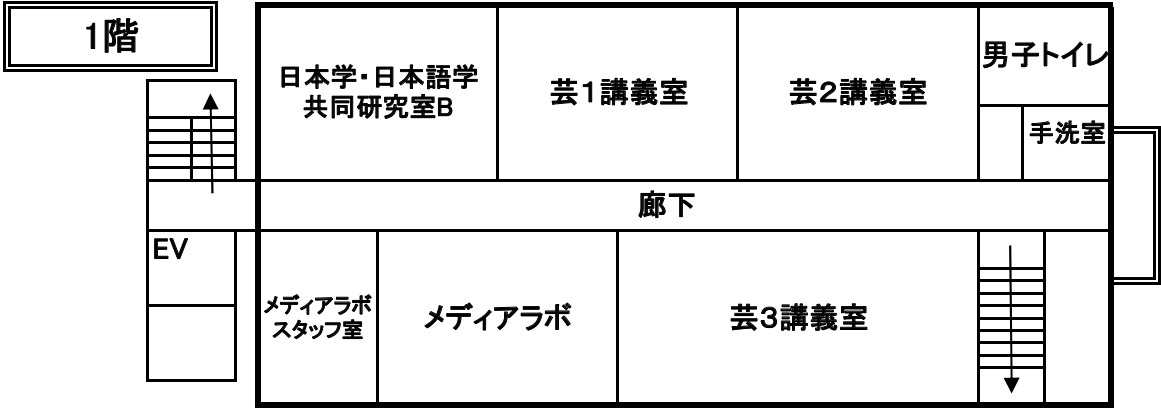 1階
日本学・日本語学
共同研究室B
芸１講義室
芸２講義室
男子トイレ
手洗室
廊下
EV
メディアラボ
スタッフ室
メディアラボ
芸３講義室